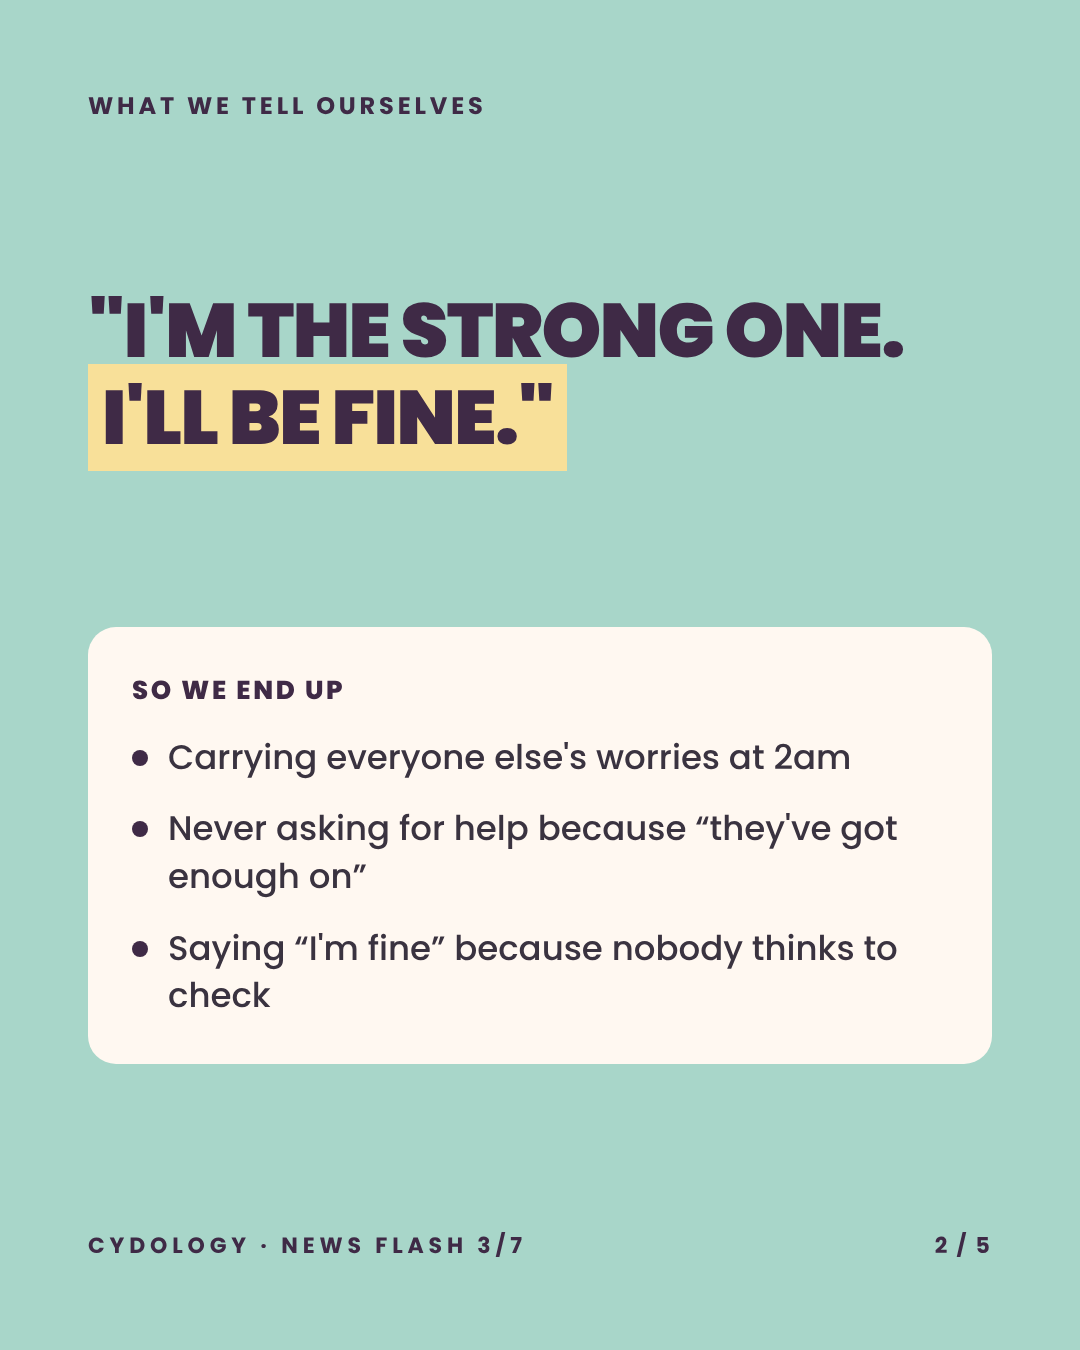 WHAT WE TELL OURSELVES
"I'M THE STRONG ONE.
I'LL BE FINE."
SO WE END UP
• Carrying everyone else's worries at 2am
• Never asking for help because “they've got
enough on”
• Saying “I'm fine” because nobody thinks to
check
CYDOLOGY · NEWS FLASH 3/7
2 / 5